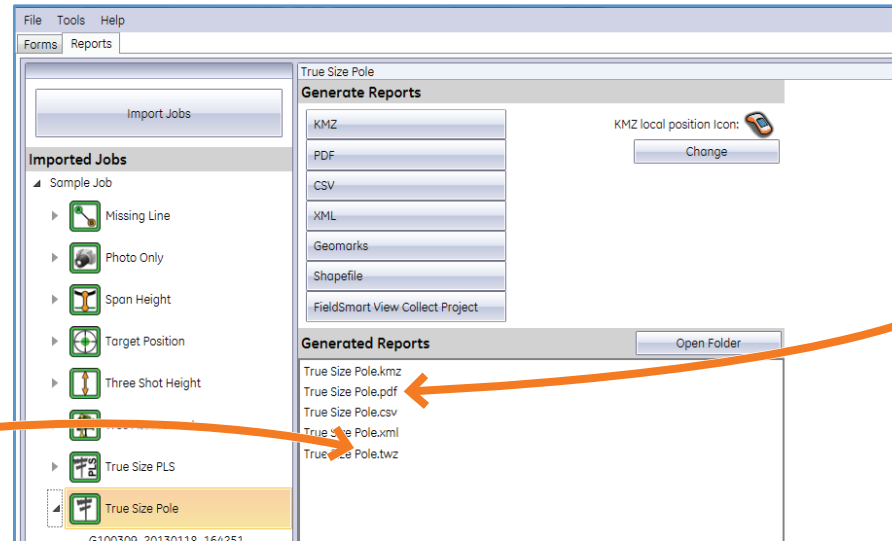 File Tools Help
Forms Reports
Import Jobs
Imported Jobs
Sample Job
Missing Line
Photo Only
Span Height
Target Position
Three Shot Height
True Size PLS
True Size Pole
G100309_20130118_164251
True Size Pole
Generate Reports
KMZ
PDF
CSV
XML
Geomarks
Shapefile
FieldSmart View Collect Project
KMZ local position Icon:
Change
Generated Reports
Open Folder
True Size Pole.kmz
True Size Pole.pdf
True Size Pole.csv
True Size Pole.xml
True Size Pole.twz